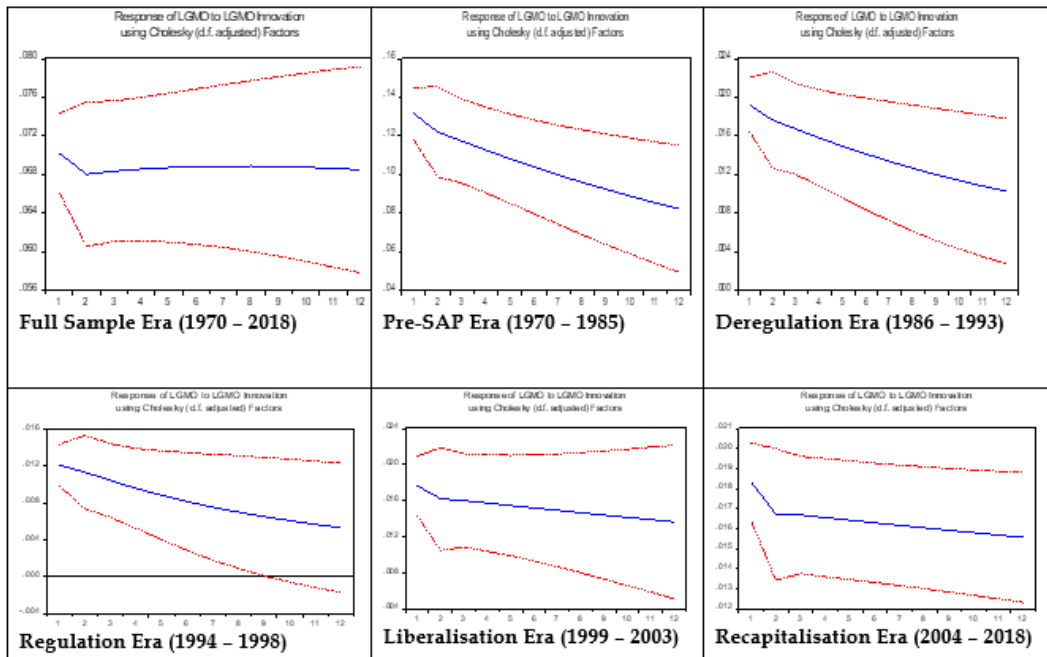 Response of LGMO to LGMO Innovation
using Cholesky (d.f. adjusted) Factors
.080
.076
.072
.068
.064
.060
.056
1 2 3 4 5 6 7 8 9 10 11 12
Full Sample Era (1970 – 2018)
Response of LGMO to LGMO Innovation
using Cholesky (d.f. adjusted) Factors
.16
.14
.12
.10
.08
.06
.04
1 2 3 4 5 6 7 8 9 10 11 12
Pre-SAP Era (1970 – 1985)
Response of LGMO to LGMO Innovation
using Cholesky (d.f. adjusted) Factors
.024
.020
.016
.012
.008
.004
.000
1 2 3 4 5 6 7 8 9 10 11 12
Deregulation Era (1986 – 1993)
Response of LGMO to LGMO Innovation
using Cholesky (d.f. adjusted) Factors
.016
.012
.008
.004
.000
-.004
1 2 3 4 5 6 7 8 9 10 11 12
Regulation Era (1994 – 1998)
Response of LGMO to LGMO Innovation
using Cholesky (d.f. adjusted) Factors
.024
.020
.016
.012
.008
.004
1 2 3 4 5 6 7 8 9 10 11 12
Liberalisation Era (1999 – 2003)
Response of LGMO to LGMO Innovation
using Cholesky (d.f. adjusted) Factors
.021
.020
.019
.018
.017
.016
.015
.014
.013
.012
1 2 3 4 5 6 7 8 9 10 11 12
Recapitalisation Era (2004 – 2018)